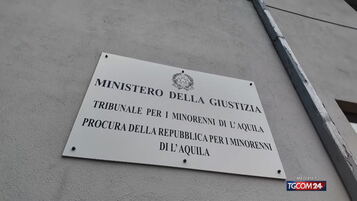 MINISTERO DELLA GIUSTIZIA
TRIBUNALE PER I MINORENNI DI L'AQUILA
PROCURA DELLA REPUBBLICA PER I MINORENNI
DI L'AQUILA
TGCOM24